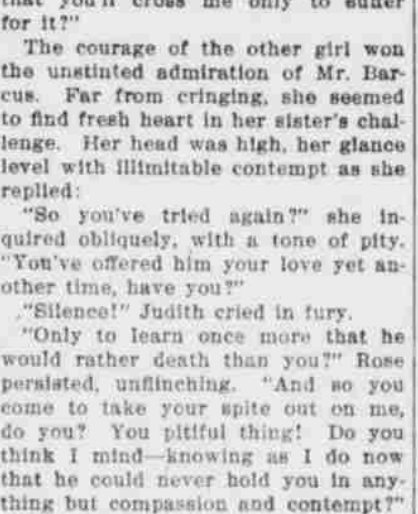 that you'll cross me only to suffer
for it?"
The courage of the other girl won
the unstinted admiration of Mr. Bar-
cus. Far from cringing, she seemed
to find fresh heart in her sister's chal-
lenge. Her head was high, her glance
level with illimitable contempt as she
replied:
"So you've tried again?" she in-
quired obliquely, with a tone of pity.
"You've offered him your love yet an-
other time, have you?"
"Silence!" Judith cried in fury.
"Only to learn once more that he
would rather death than you?" Rose
persisted, unflinching. "And so you
come to take your spite out on me,
do you? You pitiful thing! Do you
think I mind—knowing as I do now
that he could never hold you in any-
thing but compassion and contempt?"